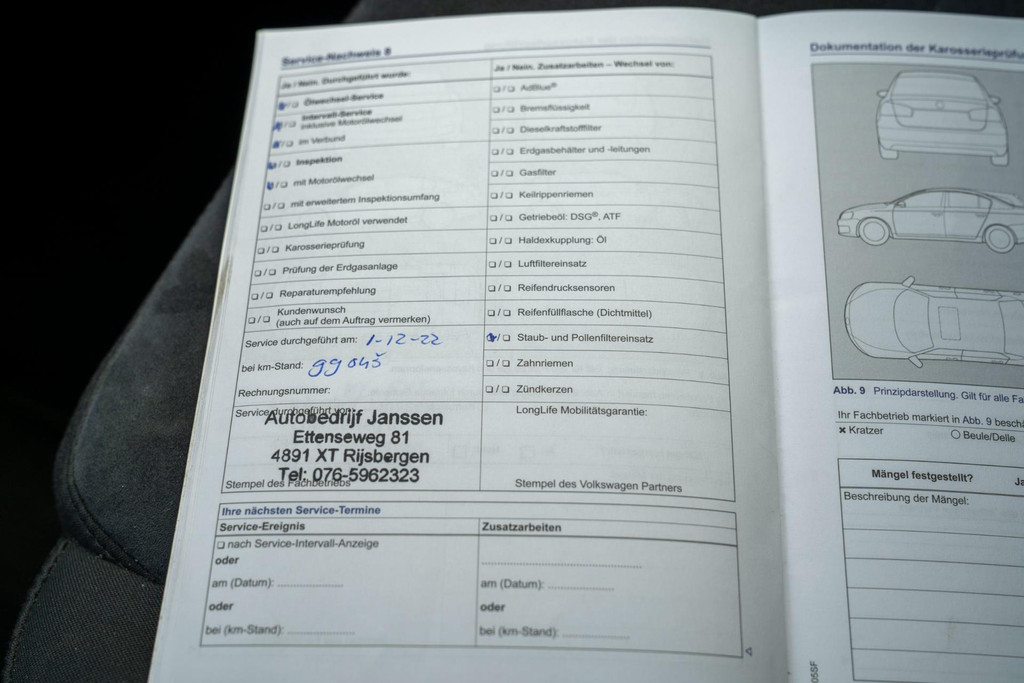 Service-Nachweis 8
Ja / Nein, Durchgeführt wurde:
❏/❏ Ölwechsel-Service
❏/❏ Intervall-Service
inklusive Motorölwechsel
❏/❏ im Verbund
❏/❏ Inspektion
❏/❏ mit Motorölwechsel
❏/❏ mit erweitertem Inspektionsumfang
❏/❏ LongLife Motoröl verwendet
❏/❏ Karosserieprüfung
❏/❏ Prüfung der Erdgasanlage
❏/❏ Reparaturempfehlung
❏/❏ Kundenwunsch
(auch auf dem Auftrag vermerken)
Service durchgeführt am: 1-12-22
bei km-Stand:
Rechnungsnummer:
Service durchgeführt von:
Autobedrijf Janssen
Ettenseweg 81
4891 XT Rijsbergen
Tel: 076-5962323
Stempel des Fachbetriebs
Ja / Nein, Zusatzarbeiten – Wechsel von:
❏/❏ AdBlue®
❏/❏ Bremsflüssigkeit
❏/❏ Dieselkraftstofffilter
❏/❏ Erdgasbehälter und -leitungen
❏/❏ Gasfilter
❏/❏ Keilrippenriemen
❏/❏ Getriebeöl: DSG®, ATF
❏/❏ Haldexkupplung: Öl
❏/❏ Luftfiltereinsatz
❏/❏ Reifendrucksensoren
❏/❏ Reifenfüllflasche (Dichtmittel)
❏/❏ Staub- und Pollenfiltereinsatz
❏/❏ Zahnriemen
❏/❏ Zündkerzen
LongLife Mobilitätsgarantie:
Stempel des Volkswagen Partners
Ihre nächsten Service-Termine
Service-Ereignis
❏ nach Service-Intervall-Anzeige
oder
am (Datum): ....................
oder
bei (km-Stand): ....................
Zusatzarbeiten
am (Datum): ....................
oder
bei (km-Stand): ....................
Dokumentation der
Abb. 9 Prinzipdarstellung. Gilt für alle
Ihr Fachbetrieb markiert in Abb. 9
✕ Kratzer
○ Beule/Delle
Mängel festgestellt?
Beschreibung der Mängel: